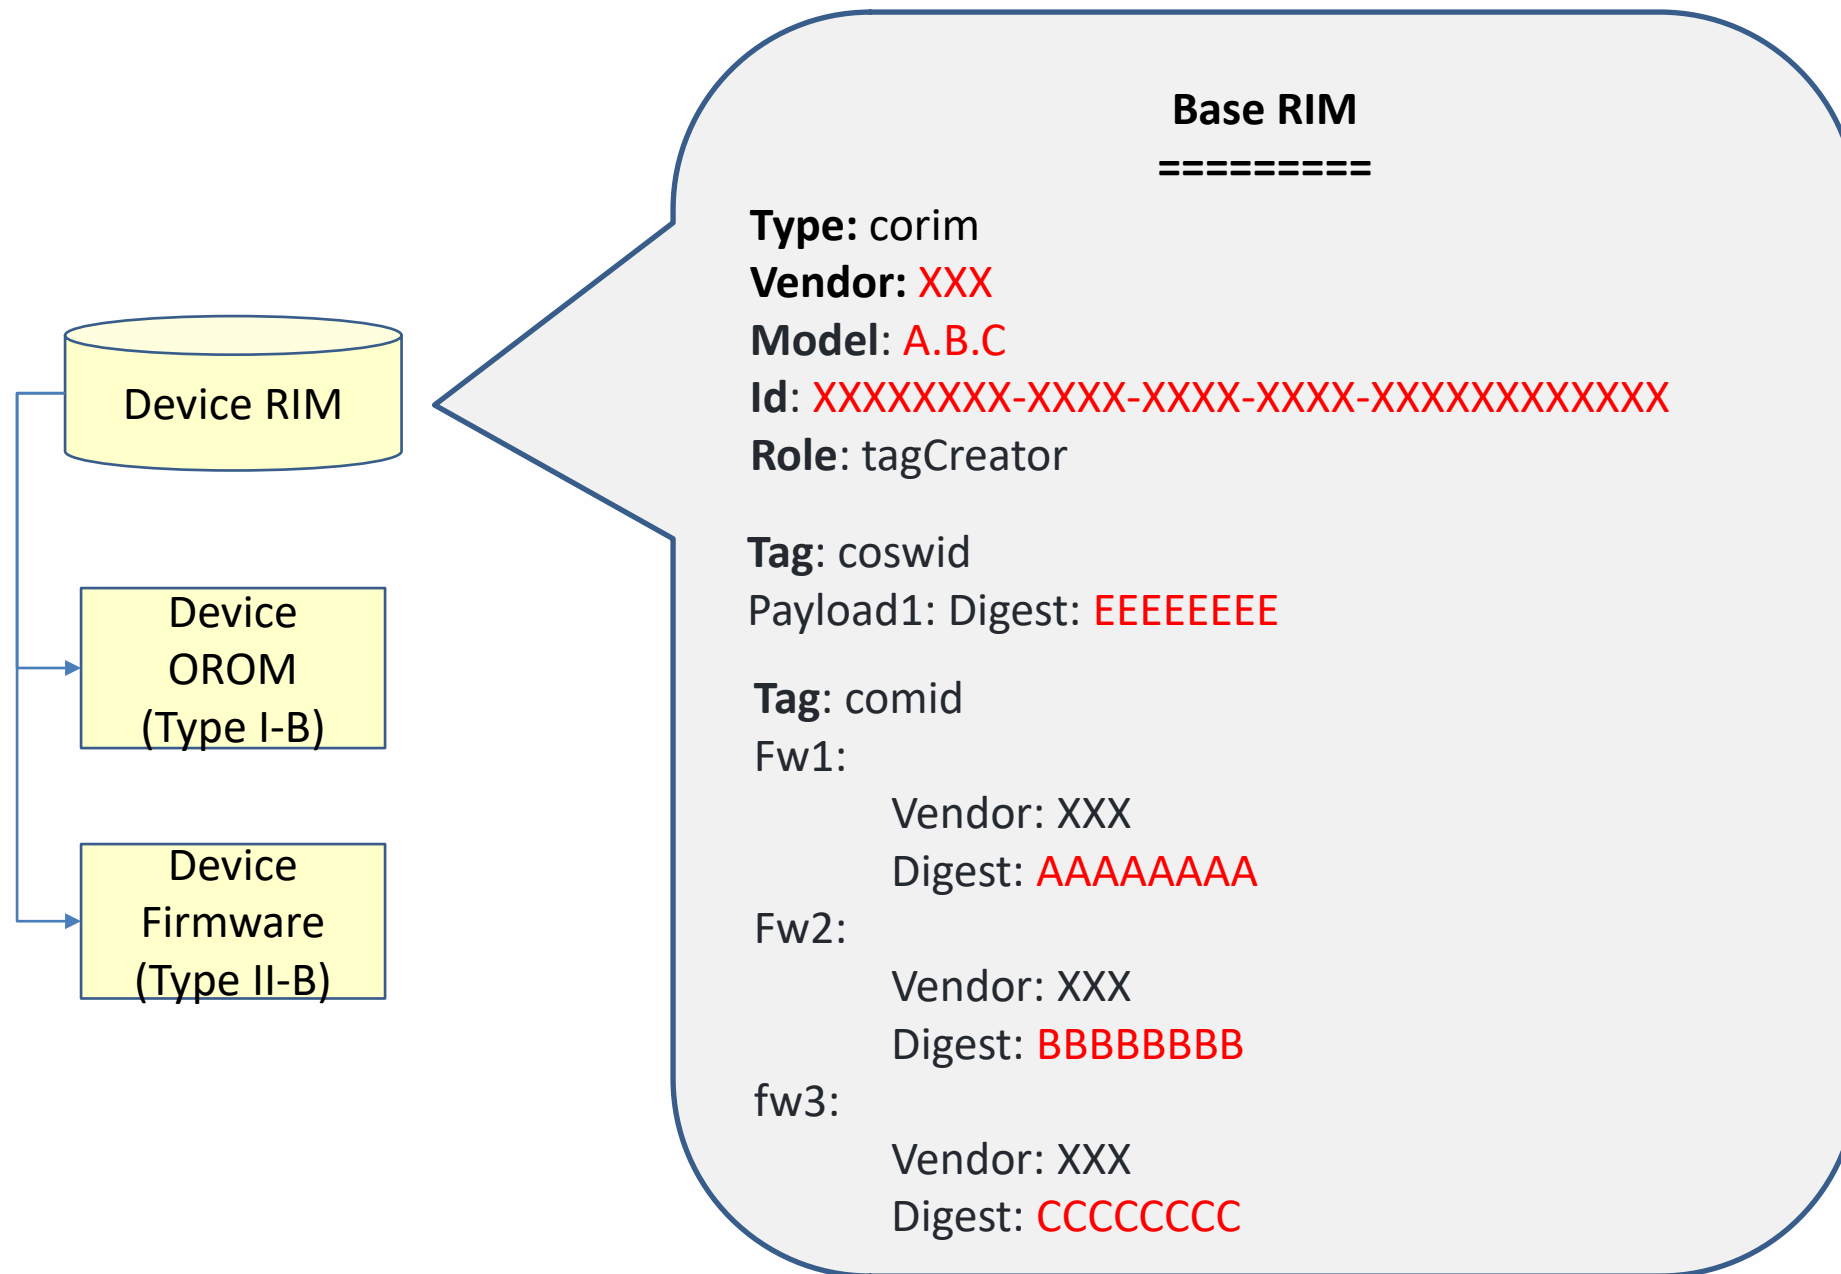 Device RIM
Device
OROM
(Type I-B)
Device
Firmware
(Type II-B)
Base RIM
=========
Type: corim
Vendor: XXX
Model: A.B.C
Id: XXXXXXXX-XXXX-XXXX-XXXX-XXXXXXXXXXXX
Role: tagCreator
Tag: coswid
Payload1: Digest: EEEEEEEE
Tag: comid
Fw1:
Vendor: XXX
Digest: AAAAAAAA
Fw2:
Vendor: XXX
Digest: BBBBBBBB
fw3:
Vendor: XXX
Digest: CCCCCCCC